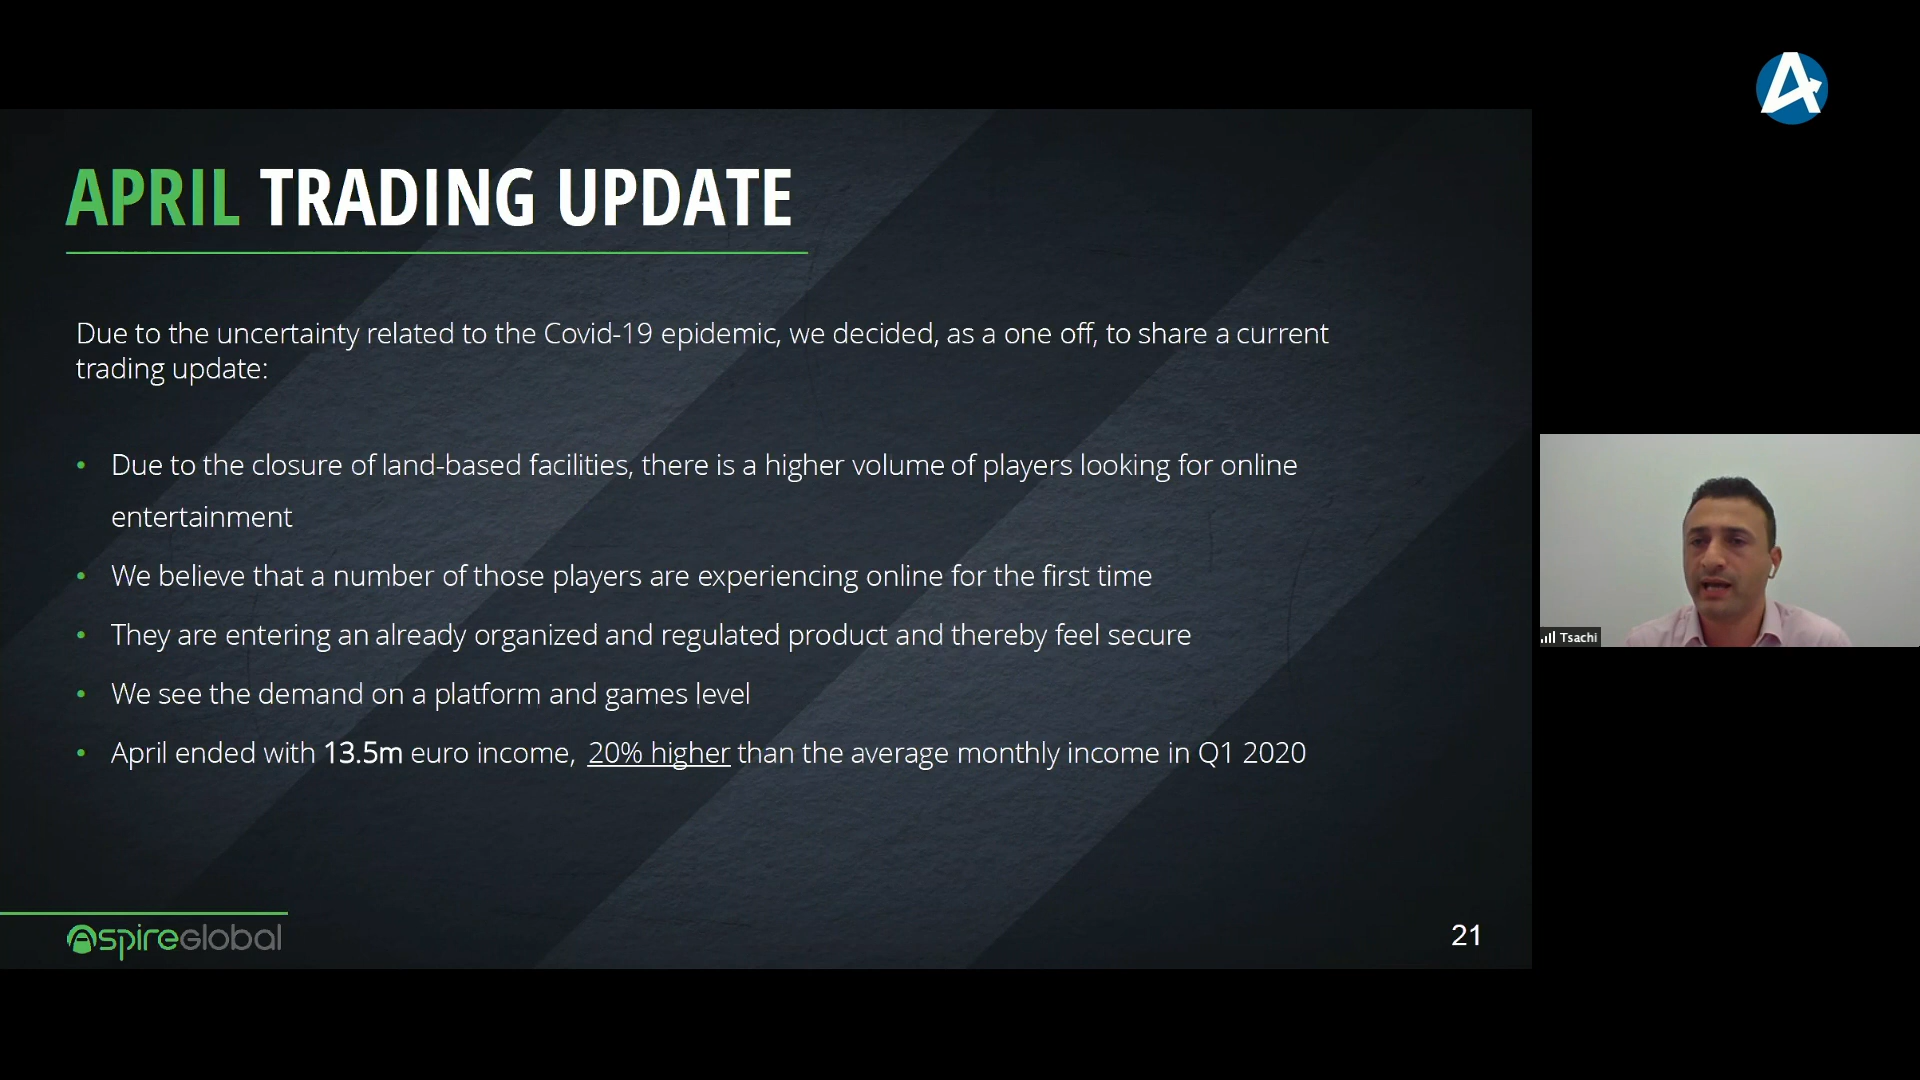 APRIL TRADING UPDATE
Due to the uncertainty related to the Covid-19 epidemic, we decided, as a one off, to share a current
trading update:
• Due to the closure of land-based facilities, there is a higher volume of players looking for online
entertainment
• We believe that a number of those players are experiencing online for the first time
• They are entering an already organized and regulated product and thereby feel secure
• We see the demand on a platform and games level
• April ended with 13.5m euro income, 20% higher than the average monthly income in Q1 2020
Tsachi
AspireGlobal
21